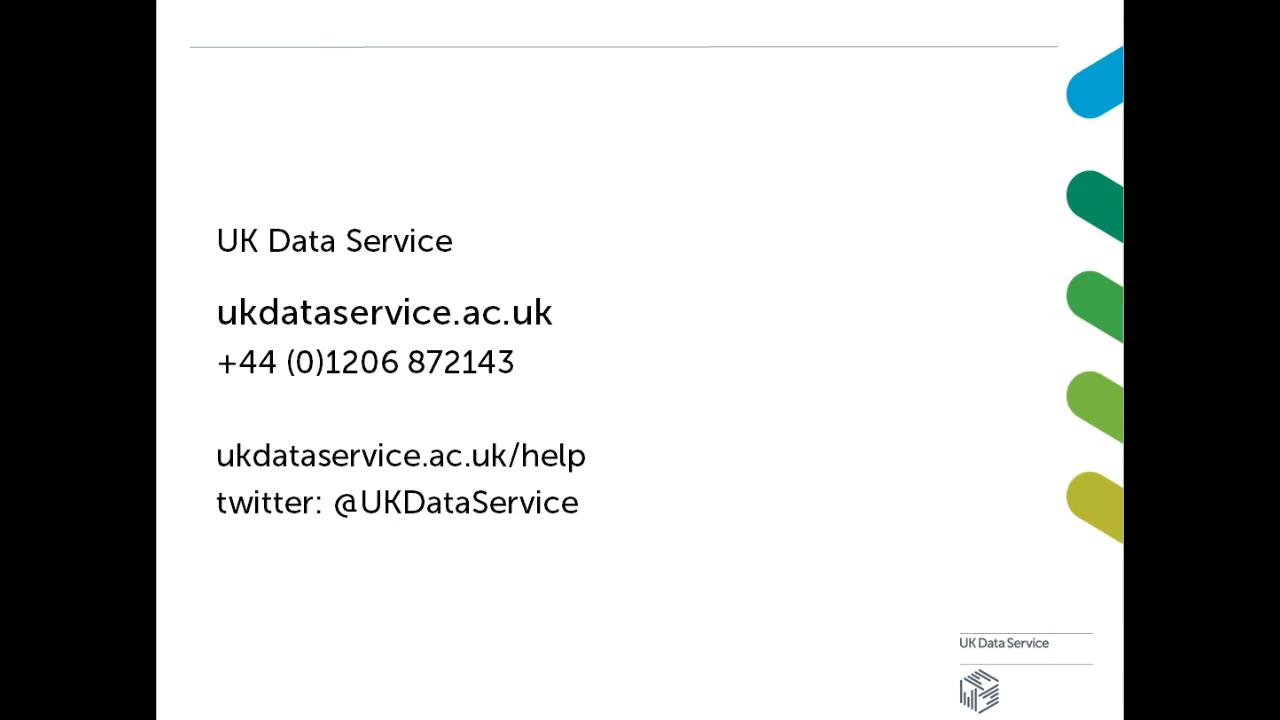 UK Data Service
ukdataservice.ac.uk
+44 (0)1206 872143
ukdataservice.ac.uk/help
twitter: @UKDataService
UK Data Service